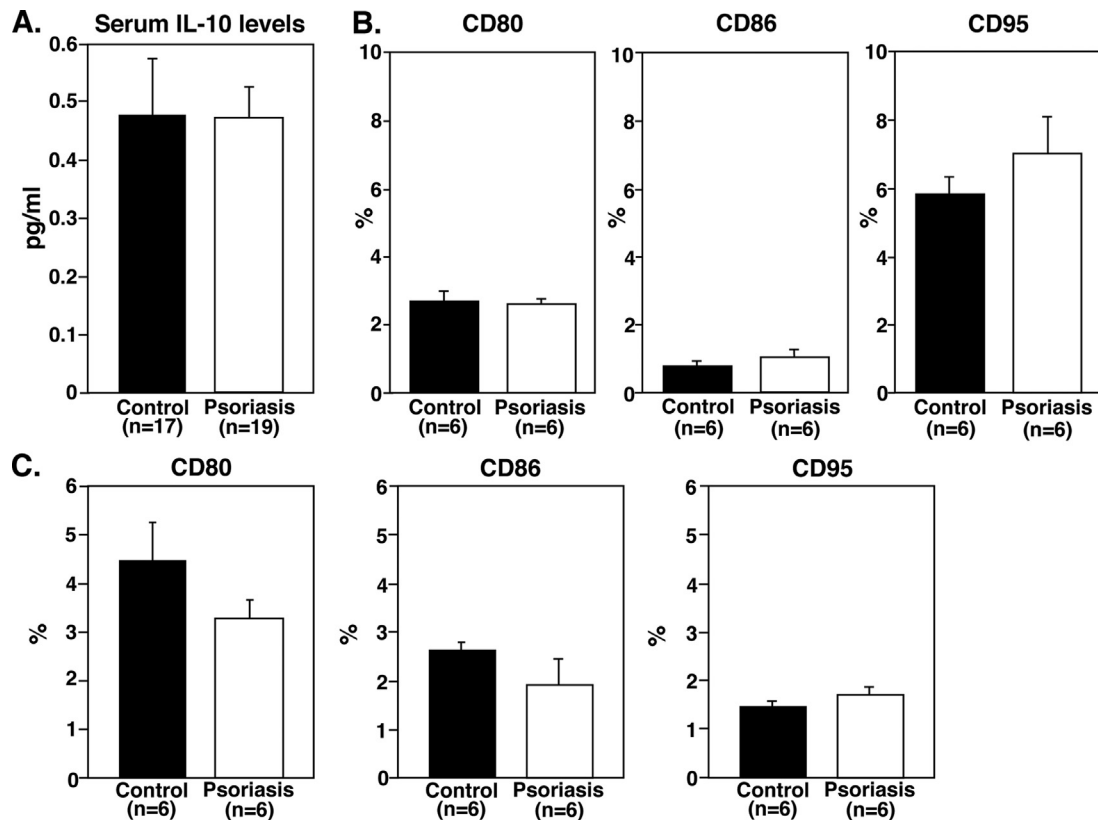 A. Serum IL-10 levels
0.6
0.5
0.4
0.3
0.2
0.1
0
pg/ml
Control Psoriasis
(n=17) (n=19)
B. CD80
10
8
6
4
2
0
%
Control Psoriasis
(n=6) (n=6)
CD86
10
8
6
4
2
0
%
Control Psoriasis
(n=6) (n=6)
CD95
10
8
6
4
2
0
%
Control Psoriasis
(n=6) (n=6)
C. CD80
6
5
4
3
2
1
0
%
Control Psoriasis
(n=6) (n=6)
CD86
6
5
4
3
2
1
0
%
Control Psoriasis
(n=6) (n=6)
CD95
6
5
4
3
2
1
0
%
Control Psoriasis
(n=6) (n=6)